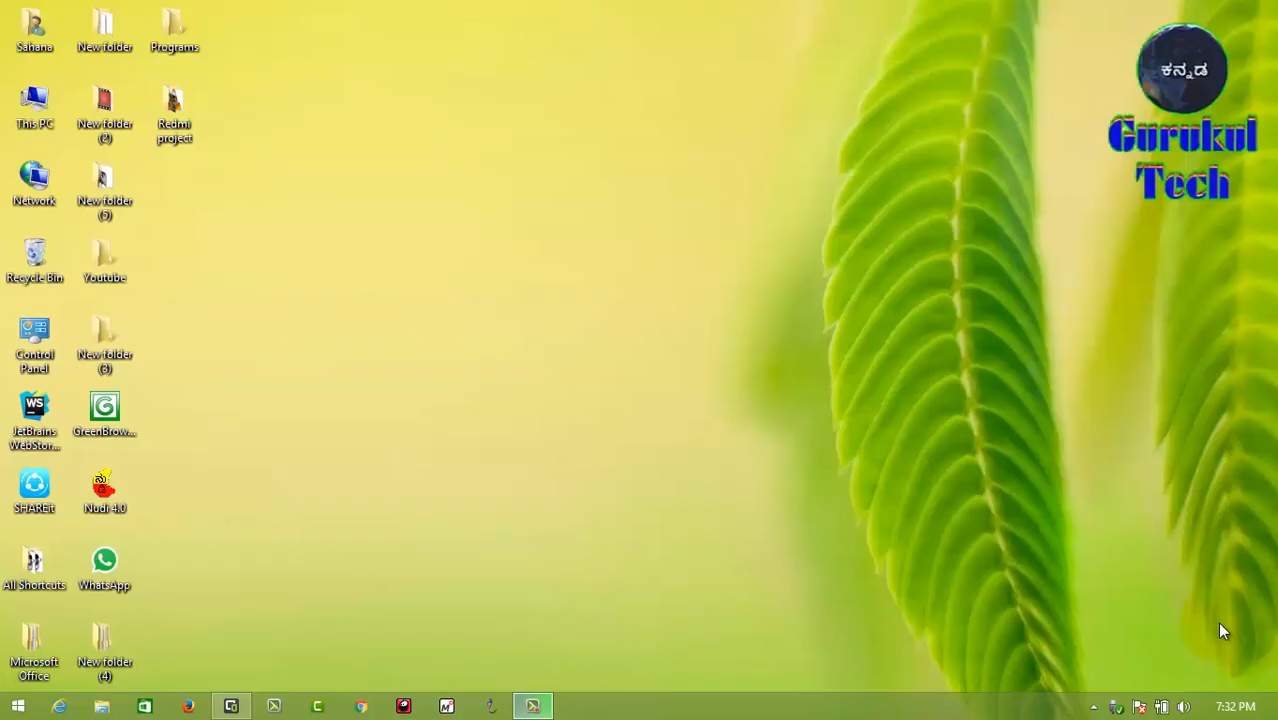 Sahana
New folder
Programs
This PC
New folder
(2)
Redmi
project
Network
New folder
(5)
Recycle Bin
Youtube
Control
Panel
New folder
(3)
JetBrains
WebStor...
GreenBrow...
SHAREit
Nudi 4.0
All Shortcuts
WhatsApp
Microsoft
Office
New folder
(4)
ಕನ್ನಡ
Gurukul
Tech
WS
7:32 PM